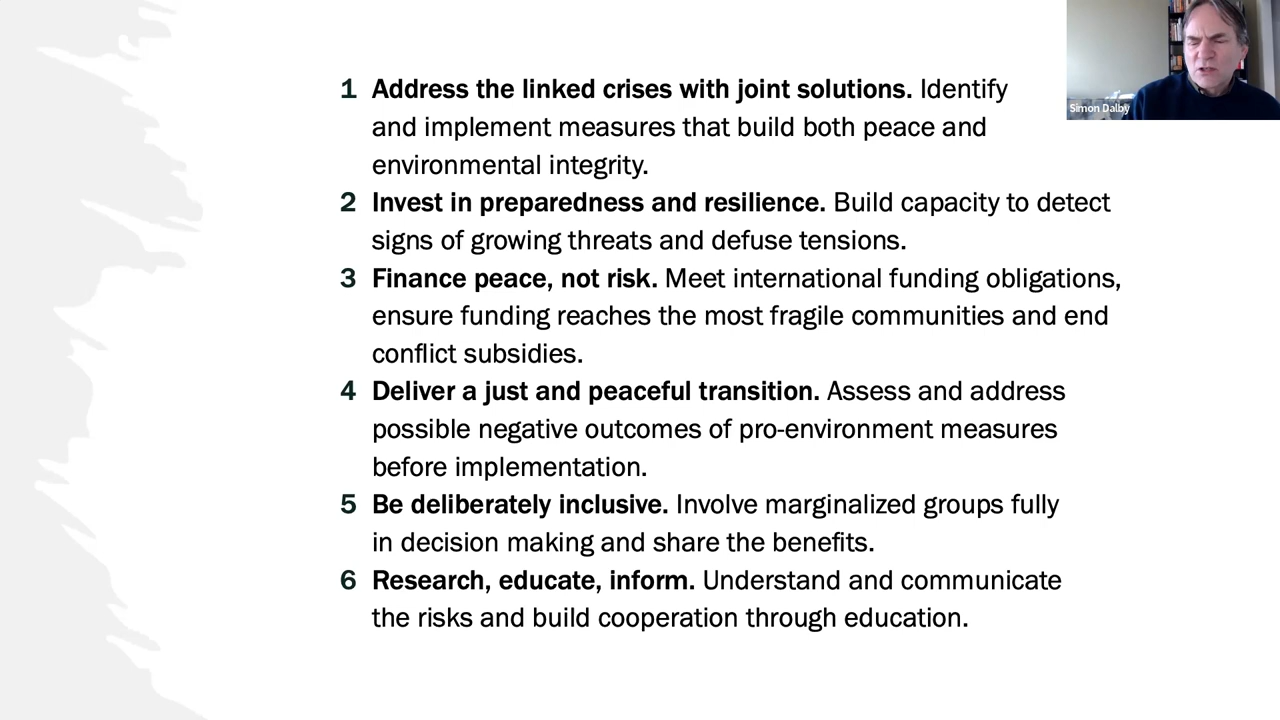 1 Address the linked crises with joint solutions. Identify
and implement measures that build both peace and
environmental integrity.
2 Invest in preparedness and resilience. Build capacity to detect
signs of growing threats and defuse tensions.
3 Finance peace, not risk. Meet international funding obligations,
ensure funding reaches the most fragile communities and end
conflict subsidies.
4 Deliver a just and peaceful transition. Assess and address
possible negative outcomes of pro-environment measures
before implementation.
5 Be deliberately inclusive. Involve marginalized groups fully
in decision making and share the benefits.
6 Research, educate, inform. Understand and communicate
the risks and build cooperation through education.
Simon Dalby